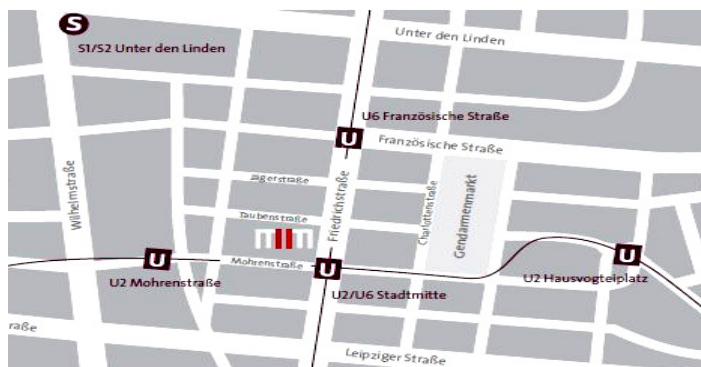 S
S1/S2 Unter den Linden
Unter den Linden
U6 Französische Straße
U
Französische Straße
Jägerstraße
Wilhelmstraße
Friedrichstraße
Charlottenstraße
Gendarmenmarkt
Taubenstraße
mim
U
Mohrenstraße
U
U
U2 Mohrenstraße
U2/U6 Stadtmitte
U2 Hausvogteiplatz
raße
Leipziger Straße